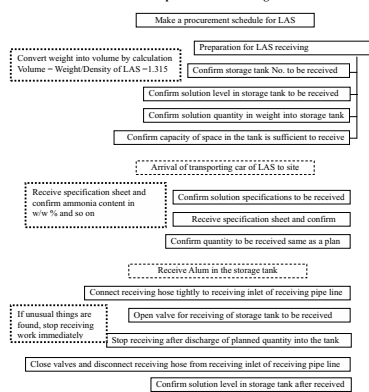 Make a procurement schedule for LAS
Preparation for LAS receiving
Convert weight into volume by calculation
Volume = Weight/Density of LAS =1.315
Confirm storage tank No. to be received
Confirm solution level in storage tank to be received
Confirm solution quantity in weight into storage tank
Confirm capacity of space in the tank is sufficient to receive
Arrival of transporting car of LAS to site
Receive specification sheet and
confirm ammonia content in
w/w % and so on
Confirm solution specifications to be received
Receive specification sheet and confirm
Confirm quantity to be received same as a plan
Receive Alum in the storage tank
Connect receiving hose tightly to receiving inlet of receiving pipe line
If unusual things are
found, stop receiving
work immediately
Open valve for receiving of storage tank to be received
Stop receiving after discharge of planned quantity into the tank
Close valves and disconnect receiving hose from receiving inlet of receiving pipe line
Confirm solution level in storage tank after received